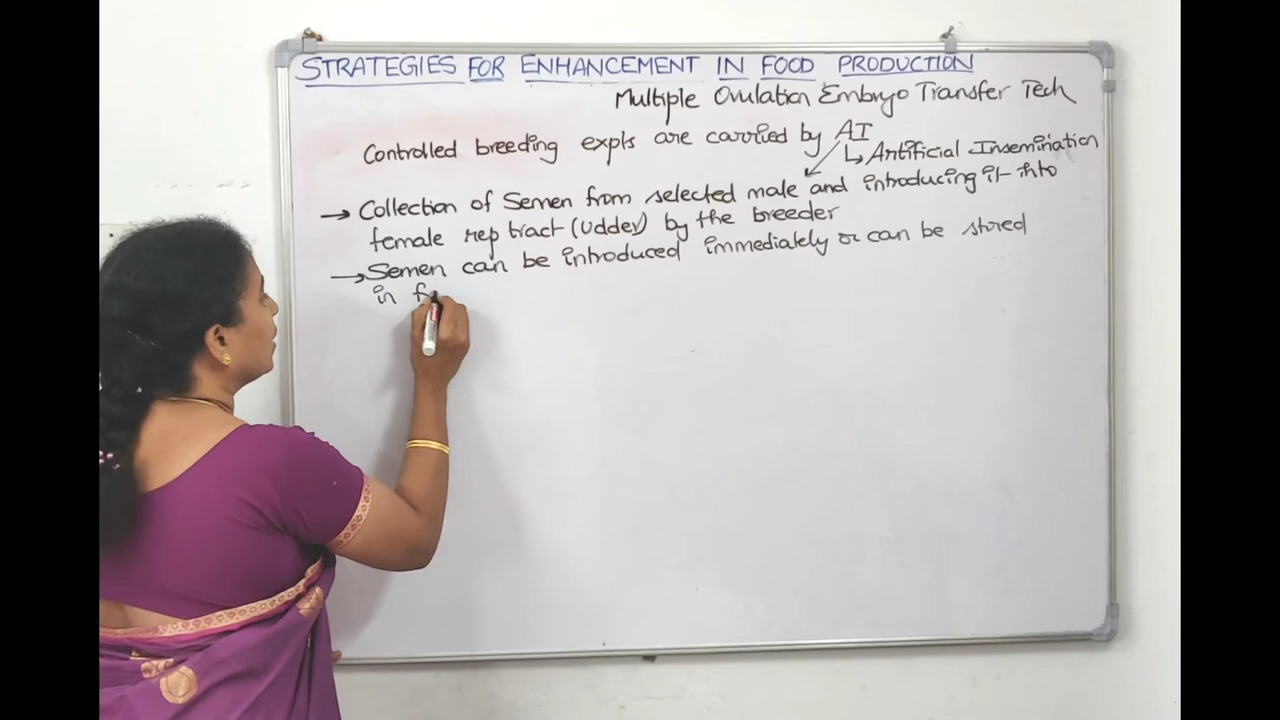 STRATEGIES FOR ENHANCEMENT IN FOOD PRODUCTION
Multiple Ovulation Embryo Transfer Tech
Controlled breeding expts are carried by AI
↳ Artificial Insemination
→ Collection of Semen from selected male and introducing it into
female rep tract (Udder) by the breeder
→ Semen can be introduced immediately or can be stored
in f